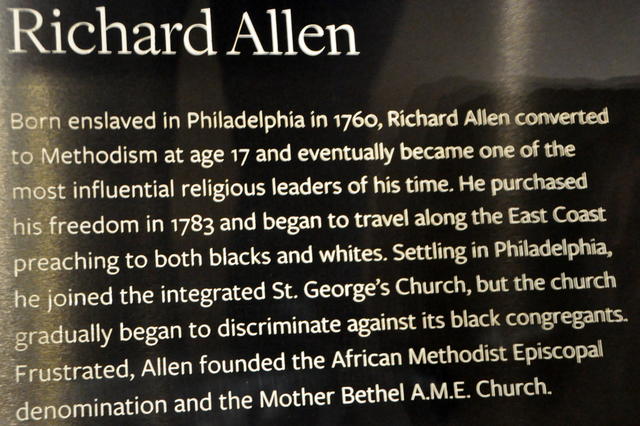 Richard Allen
Born enslaved in Philadelphia in 1760, Richard Allen converted
to Methodism at age 17 and eventually became one of the
most influential religious leaders of his time. He purchased
his freedom in 1783 and began to travel along the East Coast
preaching to both blacks and whites. Settling in Philadelphia,
he joined the integrated St. George's Church, but the church
gradually began to discriminate against its black congregants.
Frustrated, Allen founded the African Methodist Episcopal
denomination and the Mother Bethel A.M.E. Church.